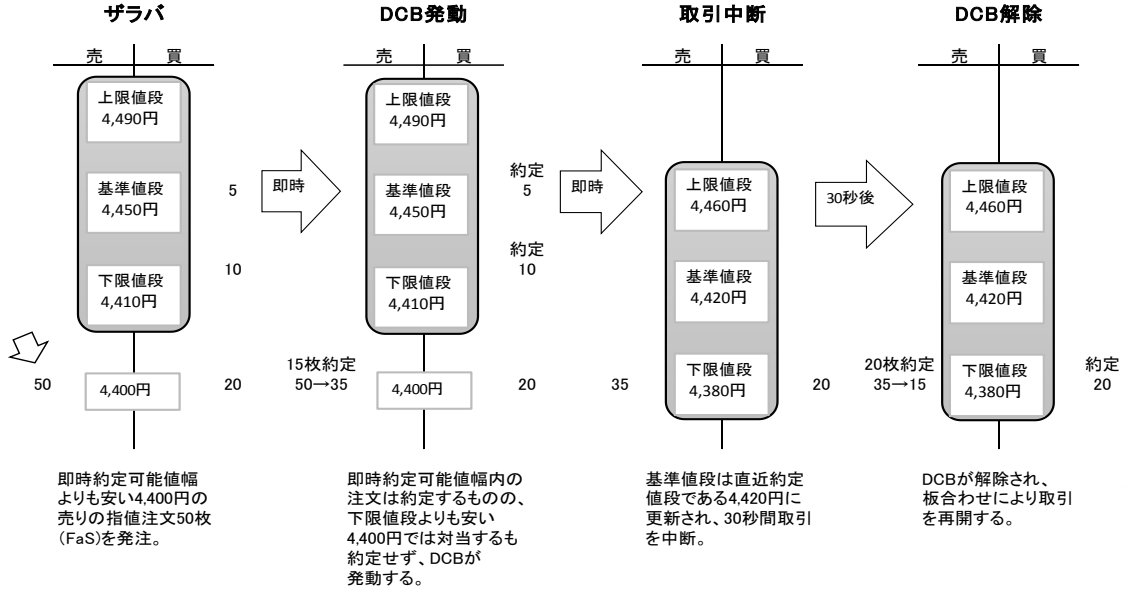 ザラバ
売 買
上限値段
4,490円
基準値段
4,450円
5
10
下限値段
4,410円
50
4,400円
20
即時約定可能値幅
よりも安い4,400円の
売りの指値注文50枚
(FaS)を発注。
即時
DCB発動
売 買
上限値段
4,490円
基準値段
4,450円
約定
5
約定
10
下限値段
4,410円
15枚約定
50→35
4,400円
20
即時約定可能値幅内の
注文は約定するものの、
下限値段よりも安い
4,400円では対当するも
約定せず、DCBが
発動する。
即時
取引中断
売 買
上限値段
4,460円
基準値段
4,420円
下限値段
4,380円
35
20
基準値段は直近約定
値段である4,420円に
更新され、30秒間取引
を中断。
30秒後
DCB解除
売 買
上限値段
4,460円
基準値段
4,420円
下限値段
4,380円
20枚約定
35→15
約定
20
DCBが解除され、
板合わせにより取引
を再開する。